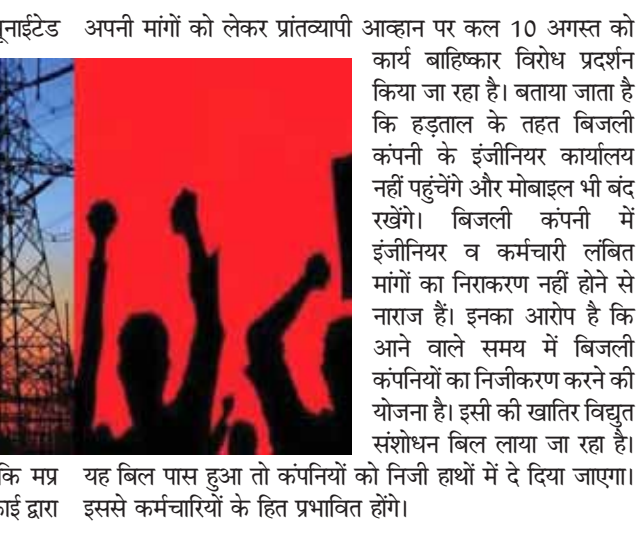 यूनाईटेड
कि मप्र
काई द्वारा
अपनी मांगों को लेकर प्रांतव्यापी आव्हान पर कल 10 अगस्त को
कार्य बाहिष्कार विरोध प्रदर्शन
किया जा रहा है। बताया जाता है
कि हड़ताल के तहत बिजली
कंपनी के इंजीनियर कार्यालय
नहीं पहुंचेंगे और मोबाइल भी बंद
रखेंगे। बिजली कंपनी में
इंजीनियर व कर्मचारी लंबित
मांगों का निराकरण नहीं होने से
नाराज हैं। इनका आरोप है कि
आने वाले समय में बिजली
कंपनियों का निजीकरण करने की
योजना है। इसी की खातिर विद्युत
संशोधन बिल लाया जा रहा है।
यह बिल पास हुआ तो कंपनियों को निजी हाथों में दे दिया जाएगा।
इससे कर्मचारियों के हित प्रभावित होंगे।